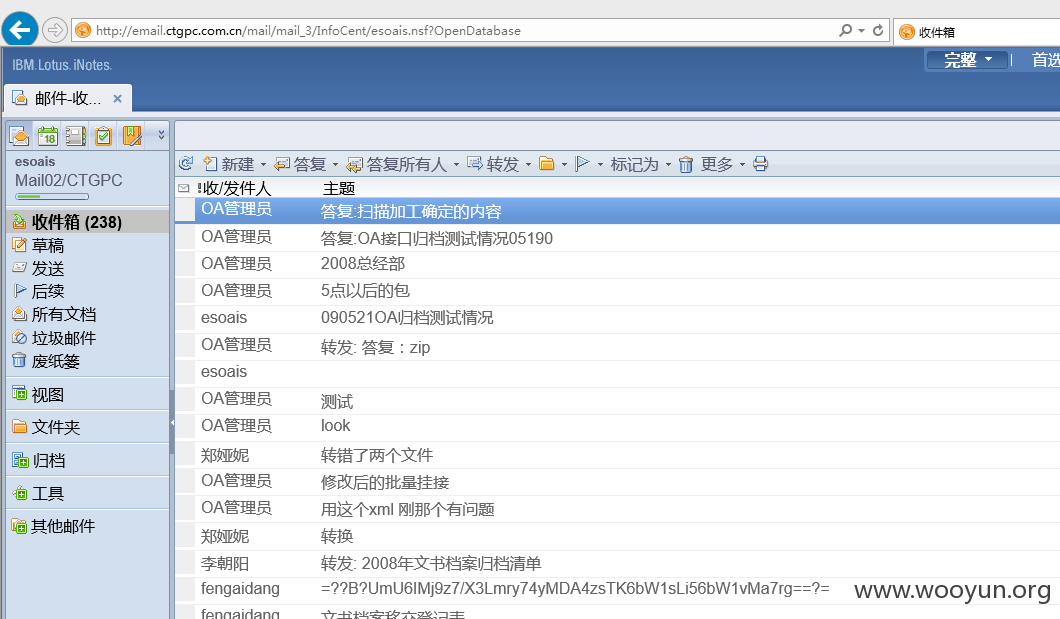 http://email.ctgpc.com.cn/mail/mail_3/InfoCent/esoais.nsf?OpenDatabase
收件箱
IBM.Lotus.iNotes.
完整
首选
邮件-收...
18
esoais
Mail02/CTGPC
收件箱 (238)
草稿
发送
后续
所有文档
垃圾邮件
废纸篓
视图
文件夹
归档
工具
其他邮件
新建 答复 答复所有人 转发 标记为 更多
!收/发件人 主题
OA管理员 答复:扫描加工确定的内容
OA管理员 答复:OA接口归档测试情况05190
OA管理员 2008总经部
OA管理员 5点以后的包
esoais 090521OA归档测试情况
OA管理员 转发: 答复：zip
esoais
OA管理员 测试
OA管理员 look
郑娅妮 转错了两个文件
OA管理员 修改后的批量挂接
OA管理员 用这个xml 刚那个有问题
郑娅妮 转换
李朝阳 转发: 2008年文书档案归档清单
fengaidang =??B?UmU6IMj9z7/X3Lmry74yMDA4zsTK6bW1sLi56bW1vMa7rg==?=
fengaidang 文书档案移交登记表
www.wooyun.org